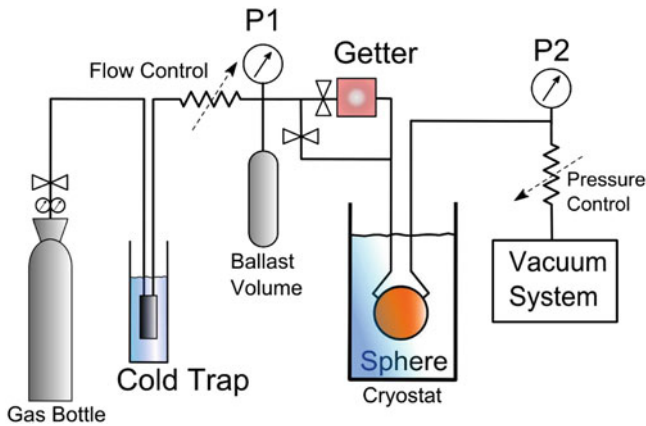 P1
Flow Control
Getter
P2
Pressure
Control
Ballast
Volume
Vacuum
System
Sphere
Cold Trap
Cryostat
Gas Bottle